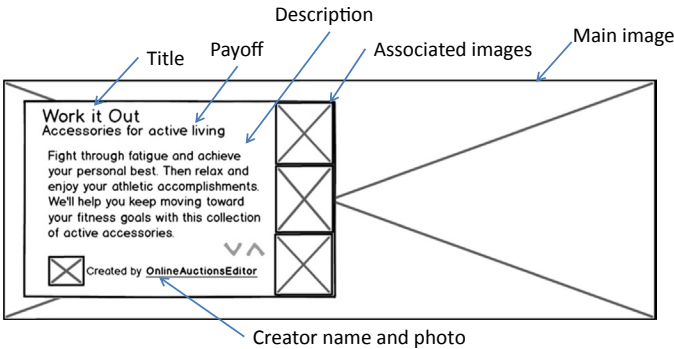 Description
Title
Payoff
Associated images
Main image
Work it Out
Accessories for active living
Fight through fatigue and achieve
your personal best. Then relax and
enjoy your athletic accomplishments.
We'll help you keep moving toward
your fitness goals with this collection
of active accessories.
Created by OnlineAuctionsEditor
Creator name and photo